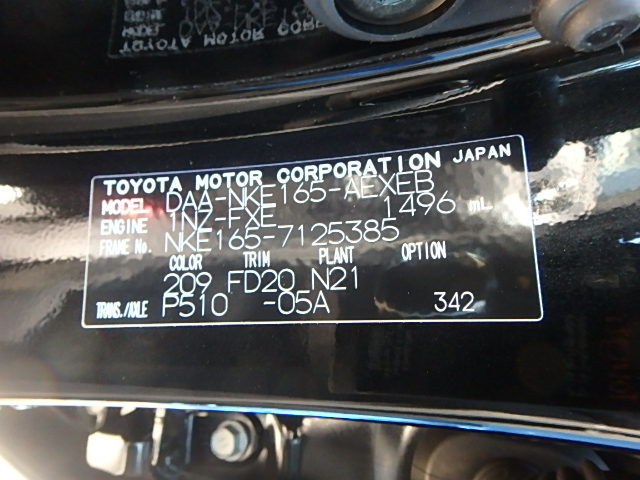 TOYOTA MOTOR CORPORATION JAPAN
MODEL DAA-NKE165-AEXEB
ENGINE 1NZ-FXE 1496 mL
FRAME No. NKE165-7125385
COLOR TRIM PLANT OPTION
209 FD20 N21
TRANS./AXLE P510 -05A 342